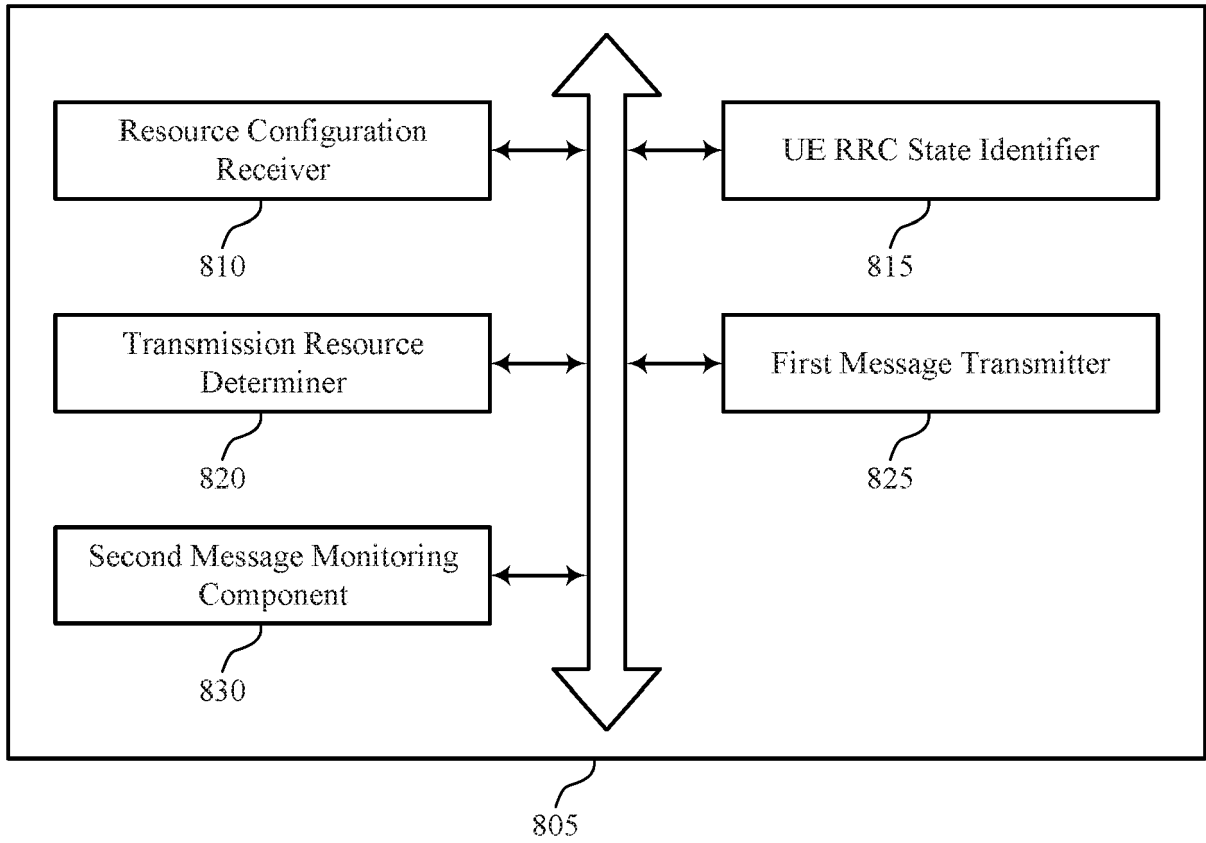 Resource Configuration
Receiver
810
UE RRC State Identifier
815
Transmission Resource
Determiner
820
First Message Transmitter
825
Second Message Monitoring
Component
830
805